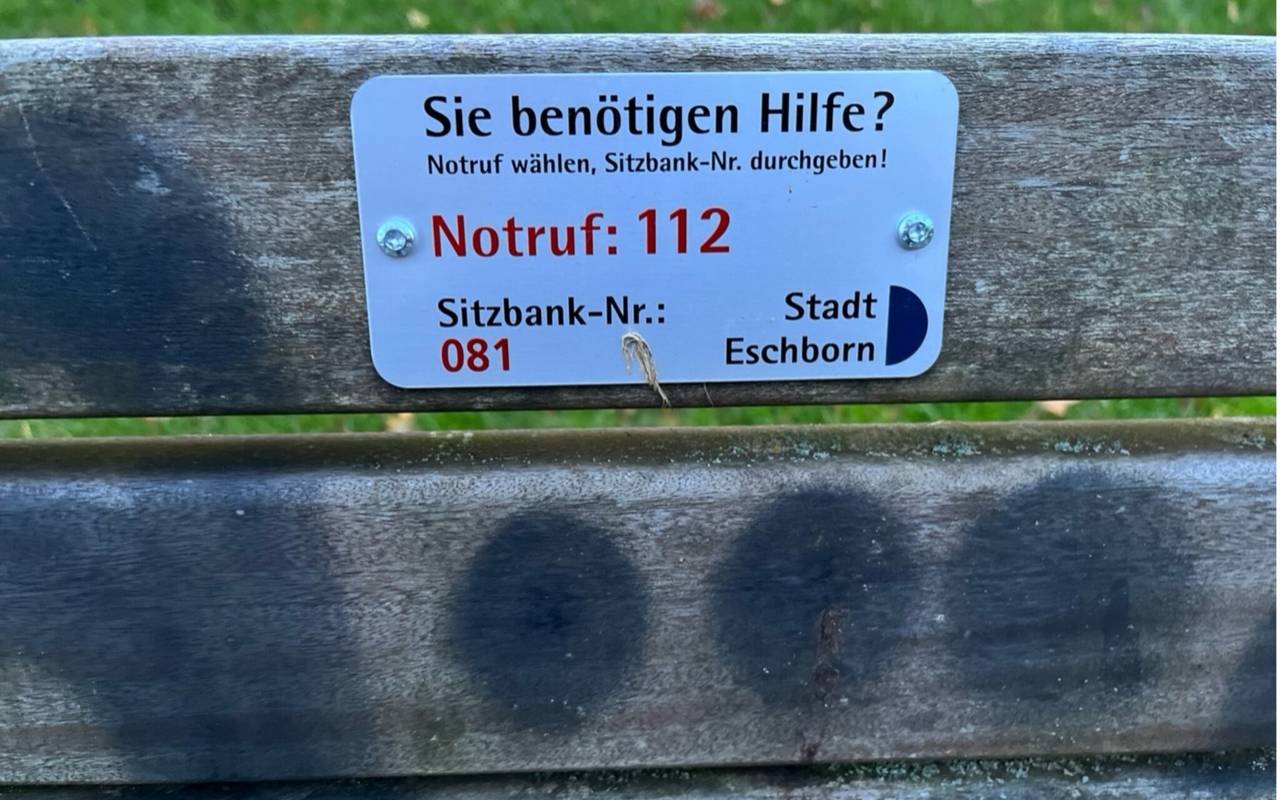 Sie benötigen Hilfe?
Notruf wählen, Sitzbank-Nr. durchgeben!
Notruf: 112
Sitzbank-Nr.:
081
Stadt
Eschborn